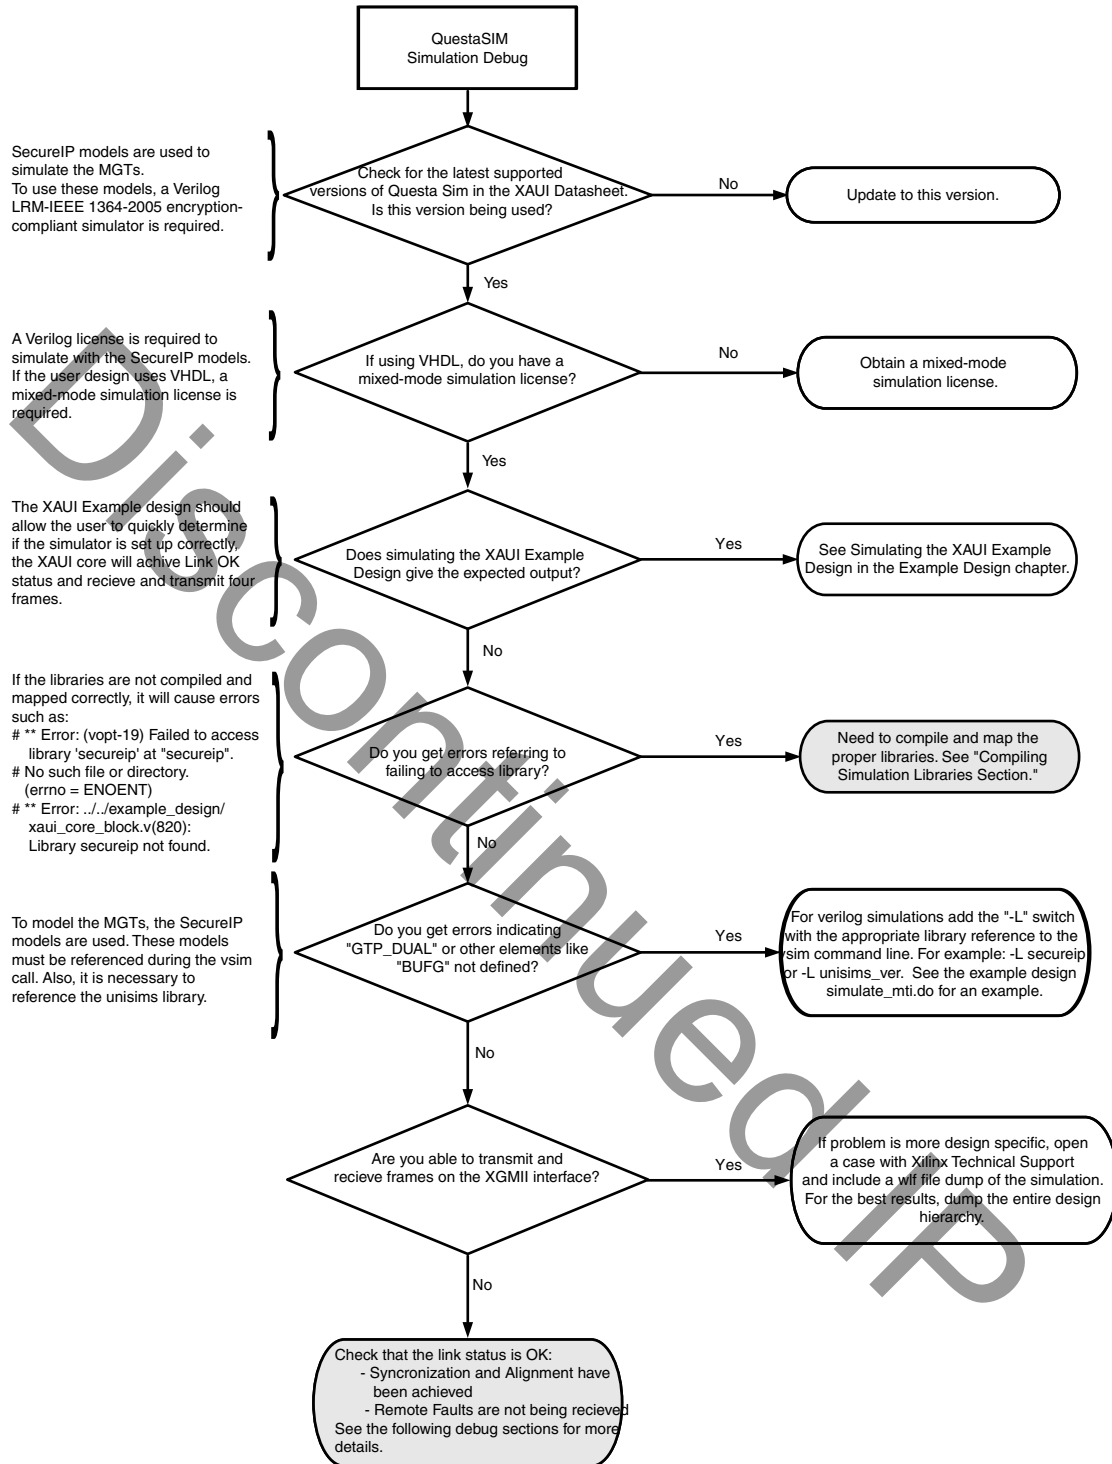 QuestaSIM
Simulation Debug
SecureIP models are used to
simulate the MGTs.
To use these models, a Verilog
LRM-IEEE 1364-2005 encryption-
compliant simulator is required.
Check for the latest supported
versions of Questa Sim in the XAUI Datasheet.
Is this version being used?
No
Update to this version.
Yes
A Verilog license is required to
simulate with the SecureIP models.
If the user design uses VHDL, a
mixed-mode simulation license is
required.
If using VHDL, do you have a
mixed-mode simulation license?
No
Obtain a mixed-mode
simulation license.
Yes
The XAUI Example design should
allow the user to quickly determine
if the simulator is set up correctly,
the XAUI core will achive Link OK
status and recieve and transmit four
frames.
Does simulating the XAUI Example
Design give the expected output?
Yes
See Simulating the XAUI Example
Design in the Example Design chapter.
No
If the libraries are not compiled and
mapped correctly, it will cause errors
such as:
# ** Error: (vopt-19) Failed to access
library 'secureip' at "secureip".
# No such file or directory.
(errno = ENOENT)
# ** Error: ../../example_design/
xaui_core_block.v(820):
Library secureip not found.
Do you get errors referring to
failing to access library?
Yes
Need to compile and map the
proper libraries. See "Compiling
Simulation Libraries Section."
No
To model the MGTs, the SecureIP
models are used. These models
must be referenced during the vsim
call. Also, it is necessary to
reference the unisims library.
Do you get errors indicating
"GTP_DUAL" or other elements like
"BUFG" not defined?
Yes
For verilog simulations add the "-L" switch
with the appropriate library reference to the
vsim command line. For example: -L secureip
or -L unisims_ver. See the example design
simulate_mti.do for an example.
No
Are you able to transmit and
recieve frames on the XGMII interface?
Yes
If problem is more design specific, open
a case with Xilinx Technical Support
and include a wlf file dump of the simulation.
For the best results, dump the entire design
hierarchy.
No
Check that the link status is OK:
- Syncronization and Alignment have
been achieved
- Remote Faults are not being recieved
See the following debug sections for more
details.
Discontinued IP